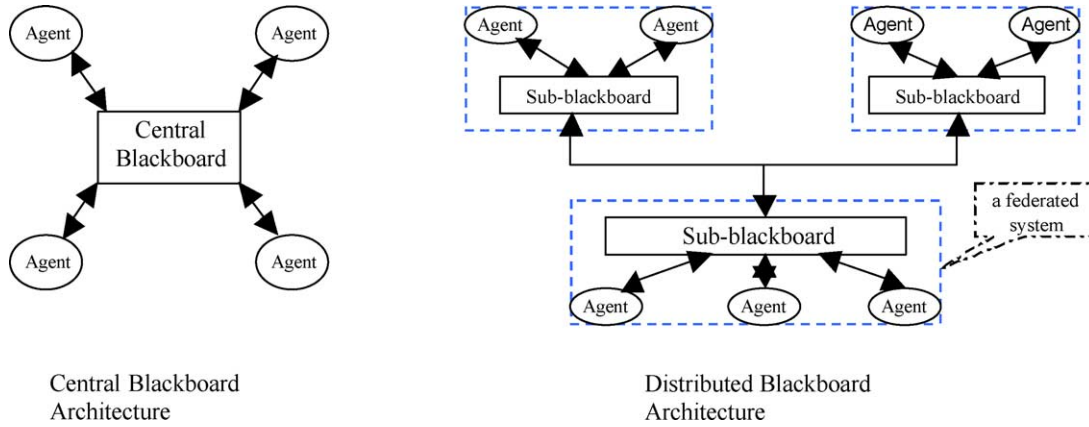 Agent
Agent
Central
Blackboard
Agent
Agent
Central Blackboard
Architecture
Agent
Agent
Sub-blackboard
Agent
Agent
Sub-blackboard
a federated
system
Sub-blackboard
Agent
Agent
Agent
Distributed Blackboard
Architecture